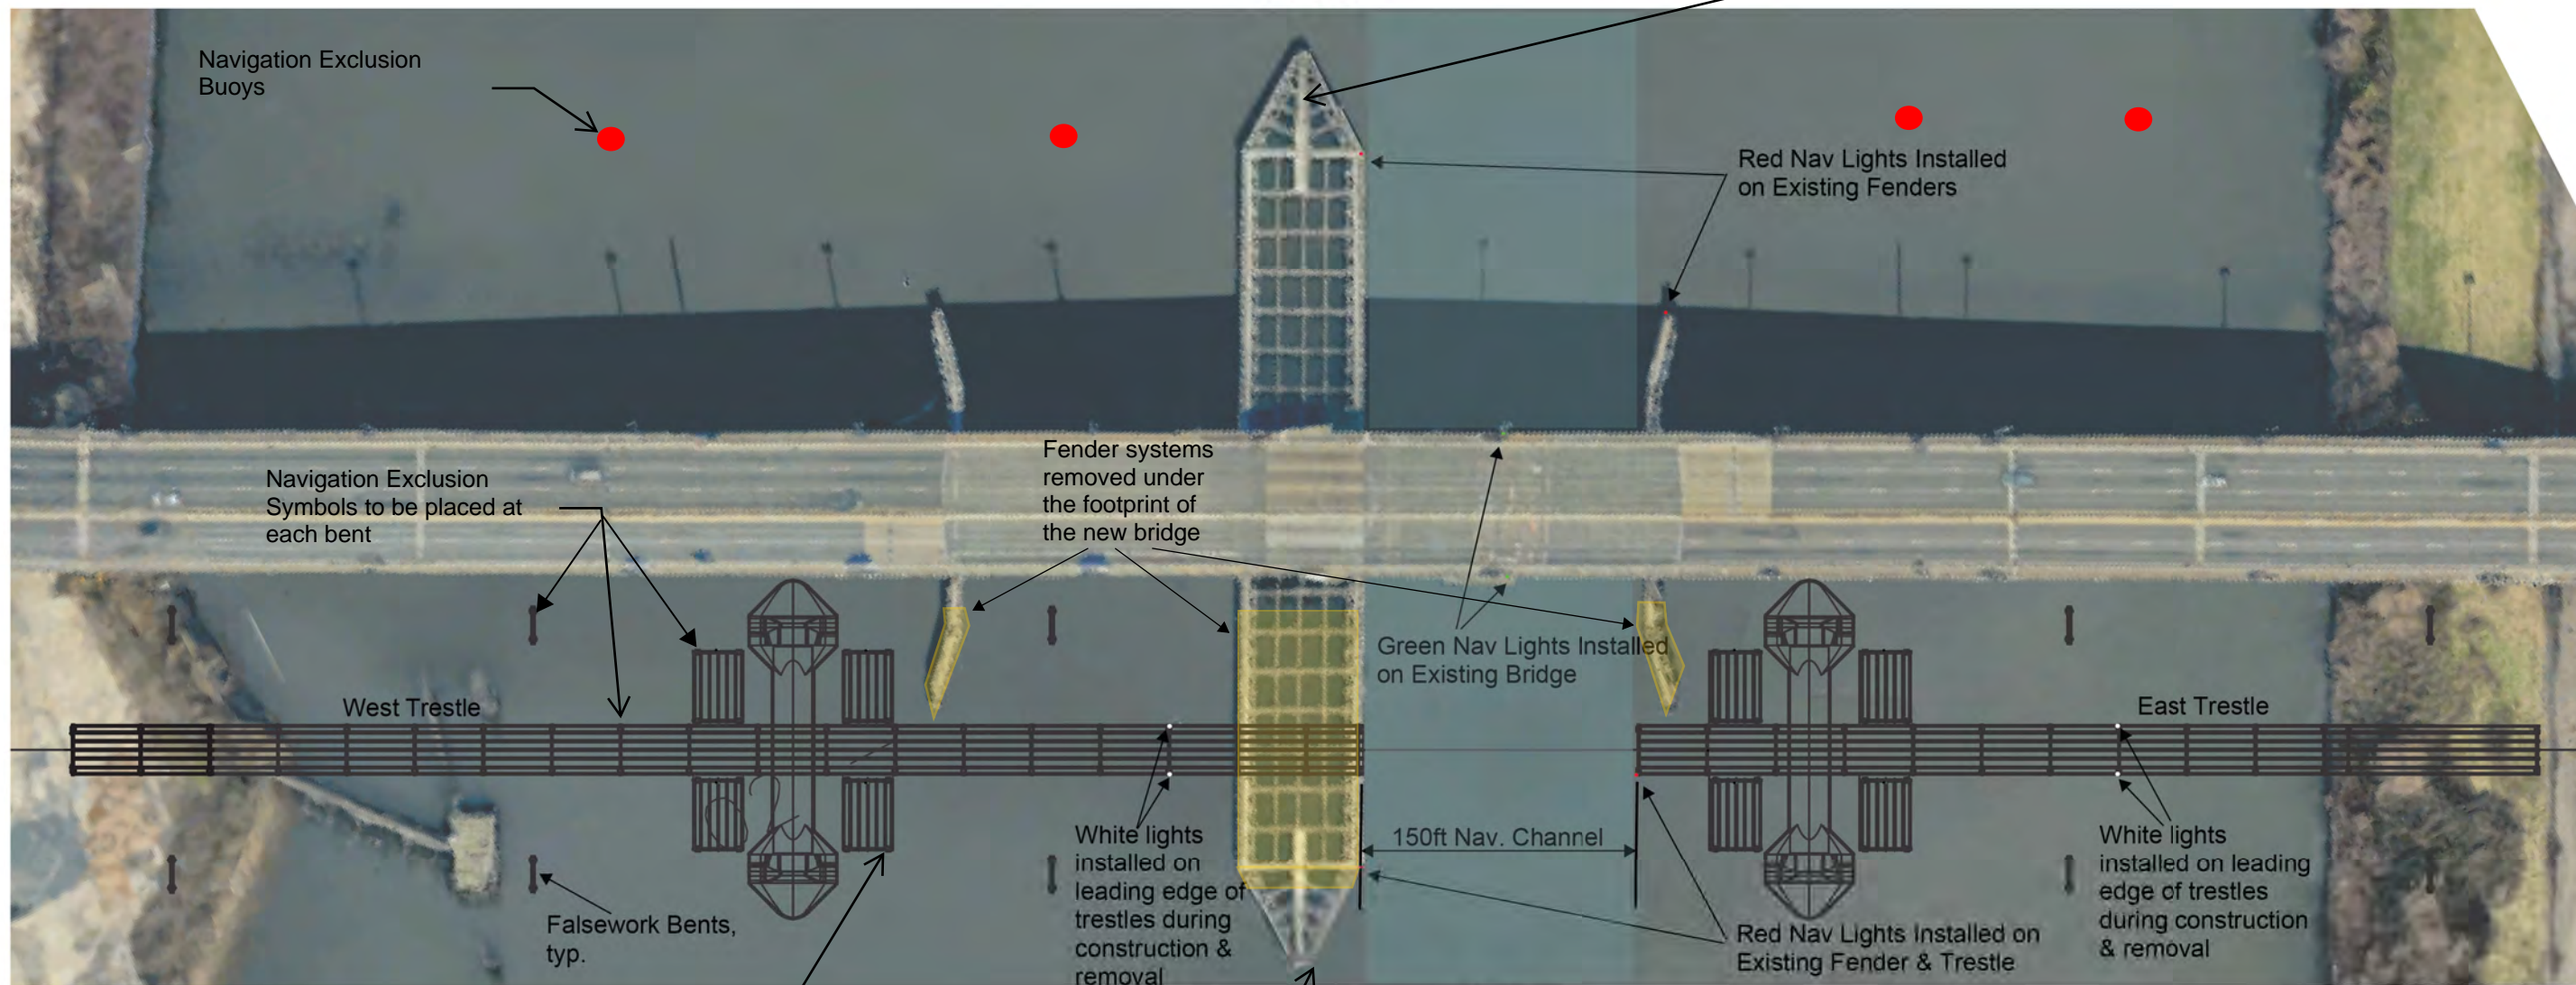 Navigation Exclusion
Buoys
Red Nav Lights Installed
on Existing Fenders
Navigation Exclusion
Symbols to be placed at
each bent
Fender systems
removed under
the footprint of
the new bridge
Green Nav Lights Installed
on Existing Bridge
West Trestle
East Trestle
150ft Nav. Channel
White lights
installed on
leading edge of
trestles during
construction &
removal
White lights
installed on leading
edge of trestles
during construction
& removal
Falsework Bents,
typ.
Red Nav Lights Installed on
Existing Fender & Trestle